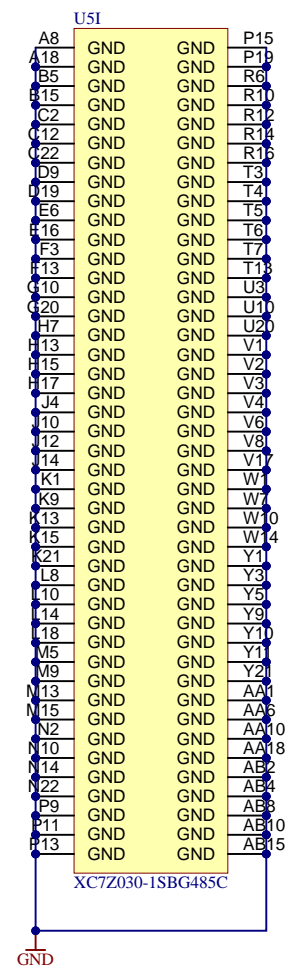 U5I
A8 GND GND P15
A18 GND GND P19
B5 GND GND R6
B15 GND GND R10
C2 GND GND R12
C12 GND GND R14
C22 GND GND R16
D9 GND GND T3
D19 GND GND T4
E6 GND GND T5
E16 GND GND T6
F3 GND GND T7
F13 GND GND T13
G10 GND GND U3
G20 GND GND U10
H7 GND GND U20
H13 GND GND V1
H15 GND GND V2
H17 GND GND V3
J4 GND GND V4
J10 GND GND V6
J12 GND GND V8
J14 GND GND V17
K1 GND GND W1
K9 GND GND W7
K13 GND GND W10
K15 GND GND W14
K21 GND GND Y1
L8 GND GND Y3
L10 GND GND Y5
L14 GND GND Y9
L18 GND GND Y10
M5 GND GND Y11
M9 GND GND Y21
M13 GND GND AA1
M15 GND GND AA6
N2 GND GND AA10
N10 GND GND AA18
N14 GND GND AB2
N22 GND GND AB4
P9 GND GND AB8
P11 GND GND AB10
P13 GND GND AB15
XC7Z030-1SBG485C
GND